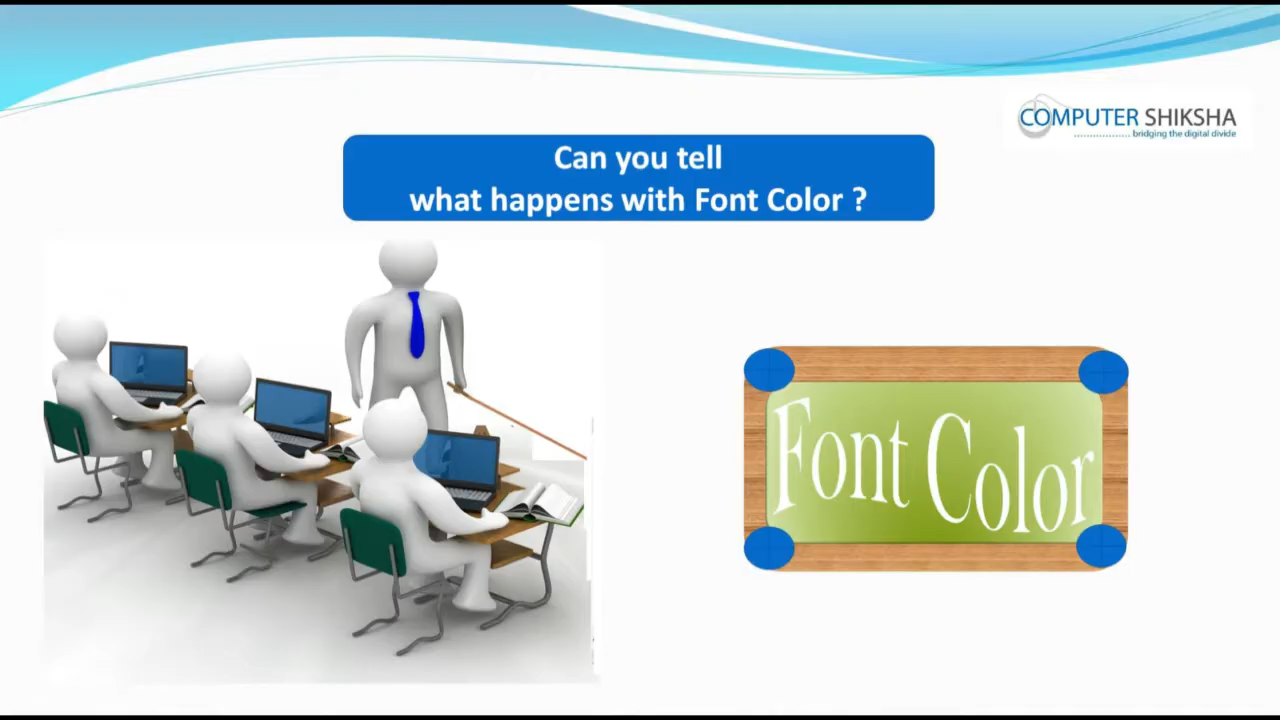 COMPUTER SHIKSHA
bridging the digital divide
Can you tell
what happens with Font Color ?
Font Color